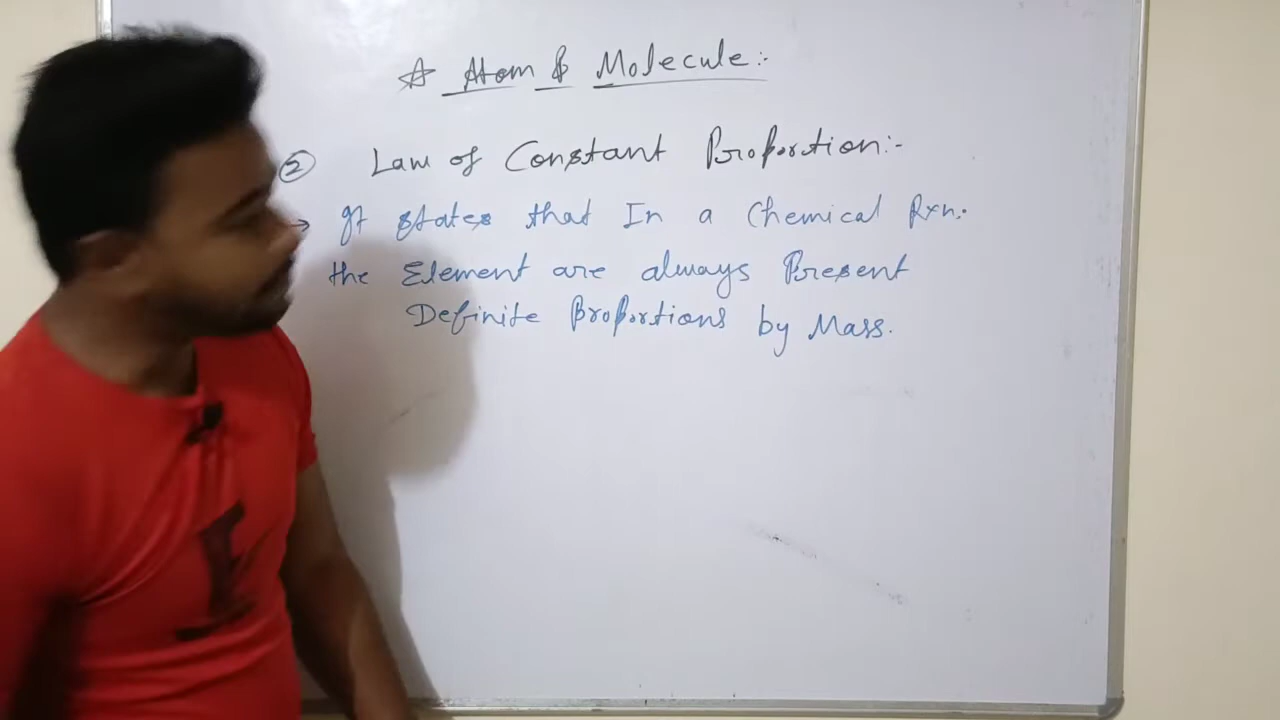 ☆ Atom & Molecule:-
② Law of Constant Proportion:-
→ It states that In a Chemical Rxn.
the Element are always Present
Definite Proportions by Mass.